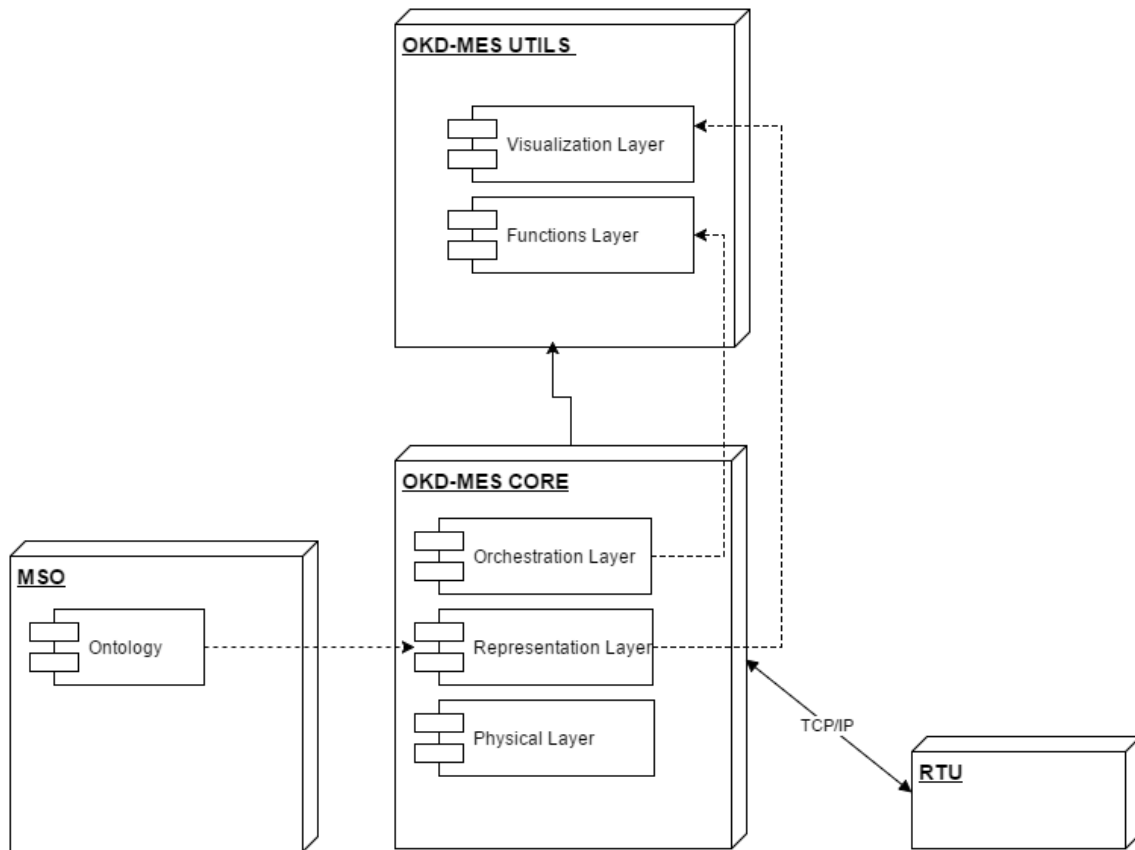 OKD-MES UTILS
Visualization Layer
Functions Layer
OKD-MES CORE
Orchestration Layer
MSO
Ontology
Representation Layer
Physical Layer
TCP/IP
RTU